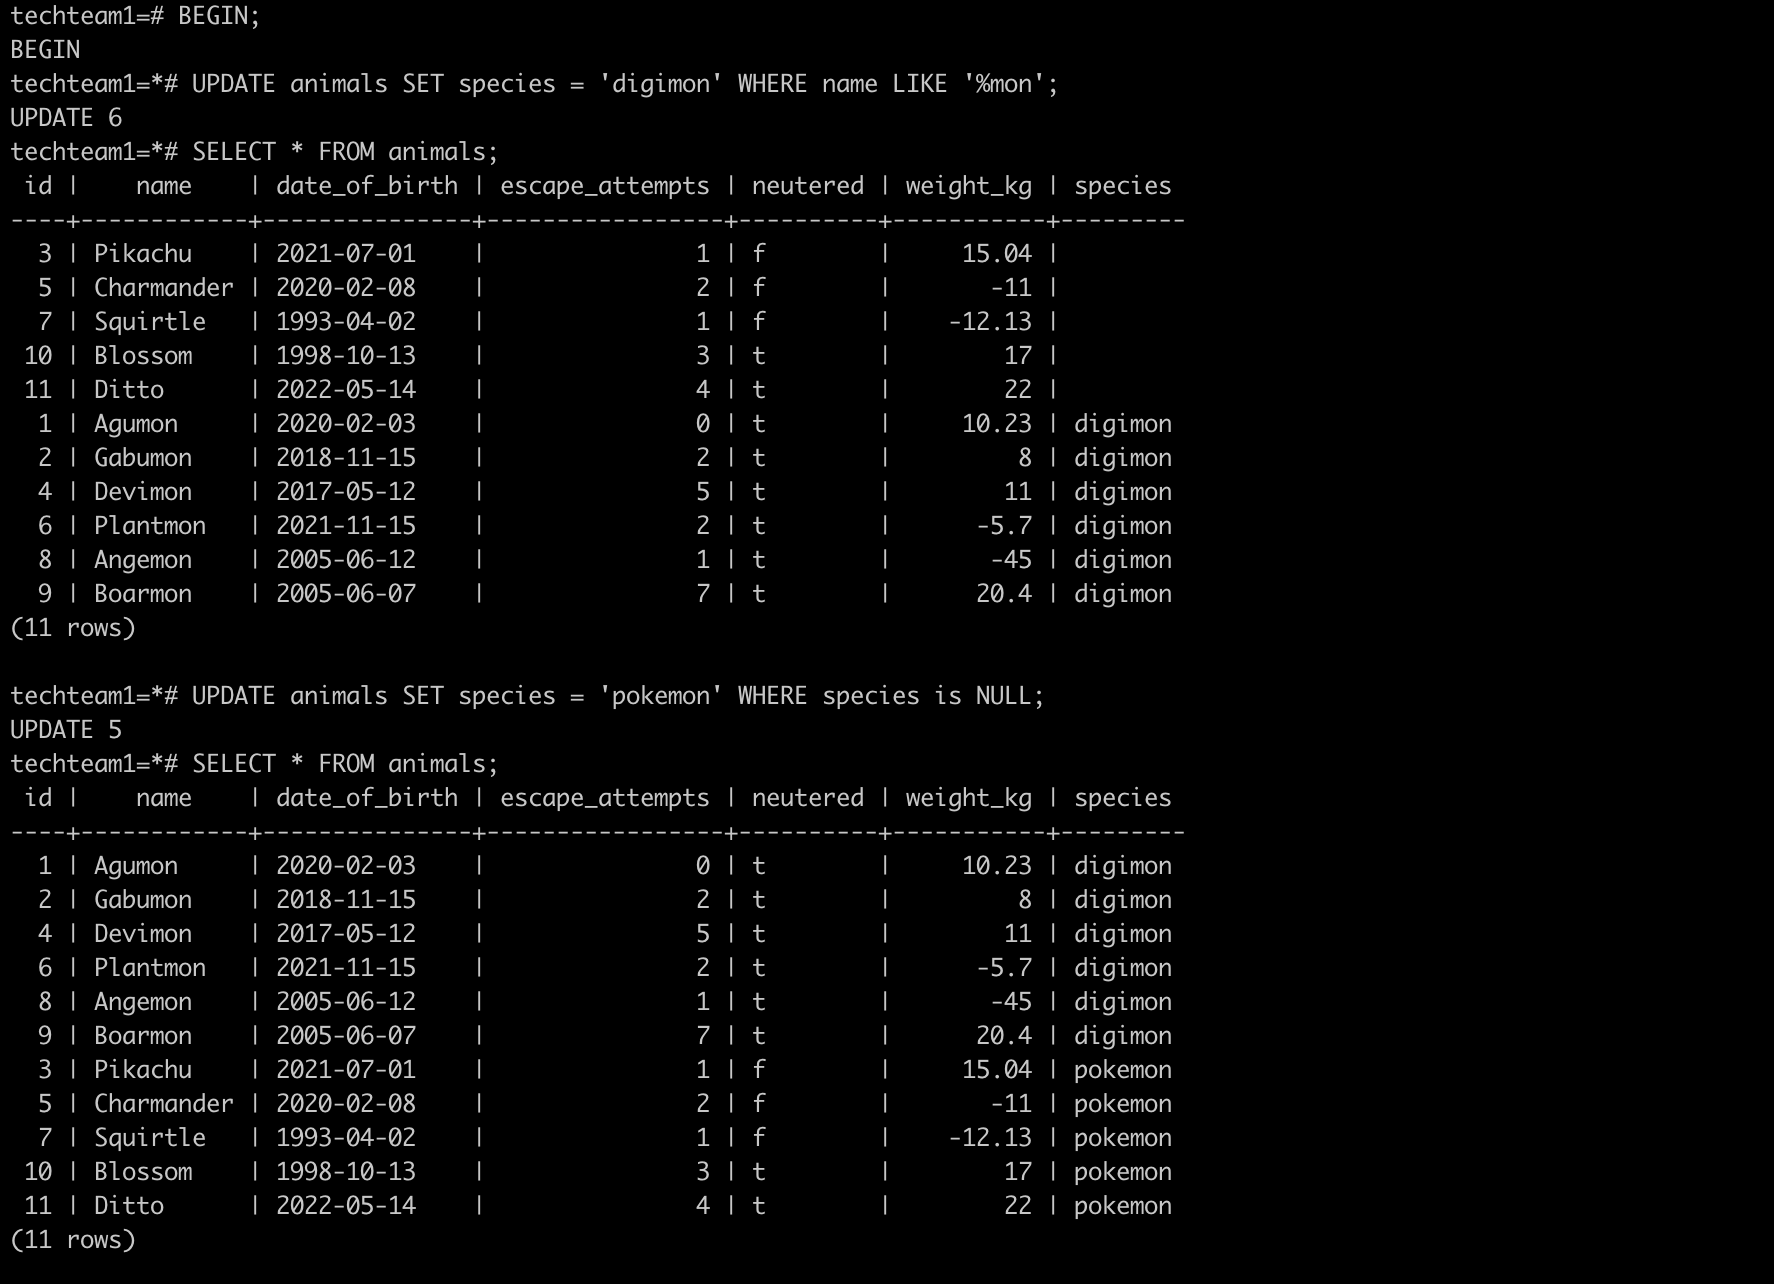 techteam1=# BEGIN;
BEGIN
techteam1=*# UPDATE animals SET species = 'digimon' WHERE name LIKE '%mon';
UPDATE 6
techteam1=*# SELECT * FROM animals;
 id |    name    | date_of_birth | escape_attempts | neutered | weight_kg | species
----+------------+---------------+-----------------+----------+-----------+---------
  3 | Pikachu    | 2021-07-01    |               1 | f        |     15.04 |
  5 | Charmander | 2020-02-08    |               2 | f        |       -11 |
  7 | Squirtle   | 1993-04-02    |               1 | f        |    -12.13 |
 10 | Blossom    | 1998-10-13    |               3 | t        |        17 |
 11 | Ditto      | 2022-05-14    |               4 | t        |        22 |
  1 | Agumon     | 2020-02-03    |               0 | t        |     10.23 | digimon
  2 | Gabumon    | 2018-11-15    |               2 | t        |         8 | digimon
  4 | Devimon    | 2017-05-12    |               5 | t        |        11 | digimon
  6 | Plantmon   | 2021-11-15    |               2 | t        |      -5.7 | digimon
  8 | Angemon    | 2005-06-12    |               1 | t        |       -45 | digimon
  9 | Boarmon    | 2005-06-07    |               7 | t        |      20.4 | digimon
(11 rows)

techteam1=*# UPDATE animals SET species = 'pokemon' WHERE species is NULL;
UPDATE 5
techteam1=*# SELECT * FROM animals;
 id |    name    | date_of_birth | escape_attempts | neutered | weight_kg | species
----+------------+---------------+-----------------+----------+-----------+---------
  1 | Agumon     | 2020-02-03    |               0 | t        |     10.23 | digimon
  2 | Gabumon    | 2018-11-15    |               2 | t        |         8 | digimon
  4 | Devimon    | 2017-05-12    |               5 | t        |        11 | digimon
  6 | Plantmon   | 2021-11-15    |               2 | t        |      -5.7 | digimon
  8 | Angemon    | 2005-06-12    |               1 | t        |       -45 | digimon
  9 | Boarmon    | 2005-06-07    |               7 | t        |      20.4 | digimon
  3 | Pikachu    | 2021-07-01    |               1 | f        |     15.04 | pokemon
  5 | Charmander | 2020-02-08    |               2 | f        |       -11 | pokemon
  7 | Squirtle   | 1993-04-02    |               1 | f        |    -12.13 | pokemon
 10 | Blossom    | 1998-10-13    |               3 | t        |        17 | pokemon
 11 | Ditto      | 2022-05-14    |               4 | t        |        22 | pokemon
(11 rows)